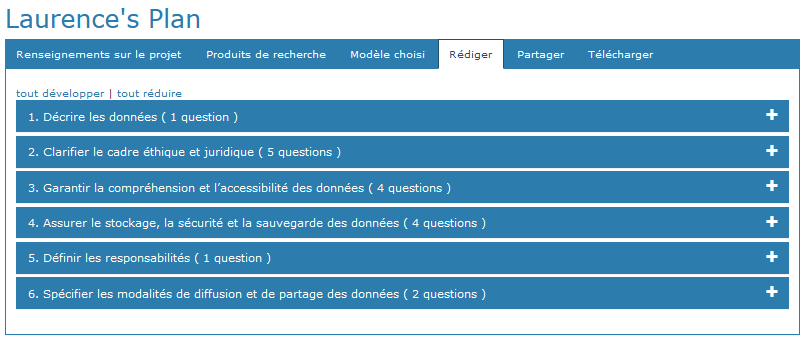 Laurence's Plan
Renseignements sur le projet Produits de recherche Modèle choisi Rédiger Partager Télécharger
tout développer | tout réduire
1. Décrire les données ( 1 question )
2. Clarifier le cadre éthique et juridique ( 5 questions )
3. Garantir la compréhension et l’accessibilité des données ( 4 questions )
4. Assurer le stockage, la sécurité et la sauvegarde des données ( 4 questions )
5. Définir les responsabilités ( 1 question )
6. Spécifier les modalités de diffusion et de partage des données ( 2 questions )